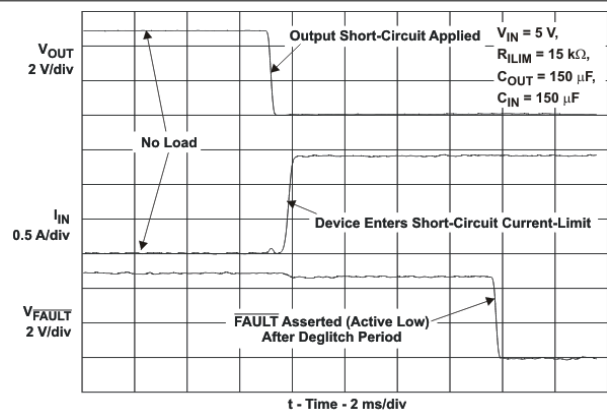 V_OUT
2 V/div
Output Short-Circuit Applied
V_IN = 5 V,
R_ILIM = 15 kΩ,
C_OUT = 150 µF,
C_IN = 150 µF
No Load
I_IN
0.5 A/div
Device Enters Short-Circuit Current-Limit
V_F̅A̅U̅L̅T̅
2 V/div
F̅A̅U̅L̅T̅ Asserted (Active Low)
After Deglitch Period
t - Time - 2 ms/div